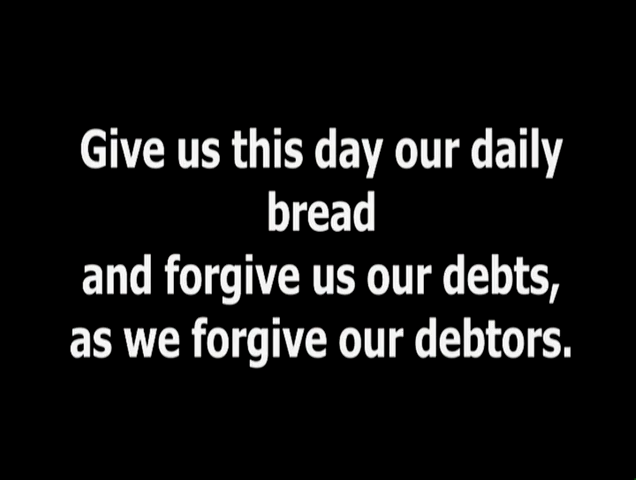 Give us this day our daily
bread
and forgive us our debts,
as we forgive our debtors.